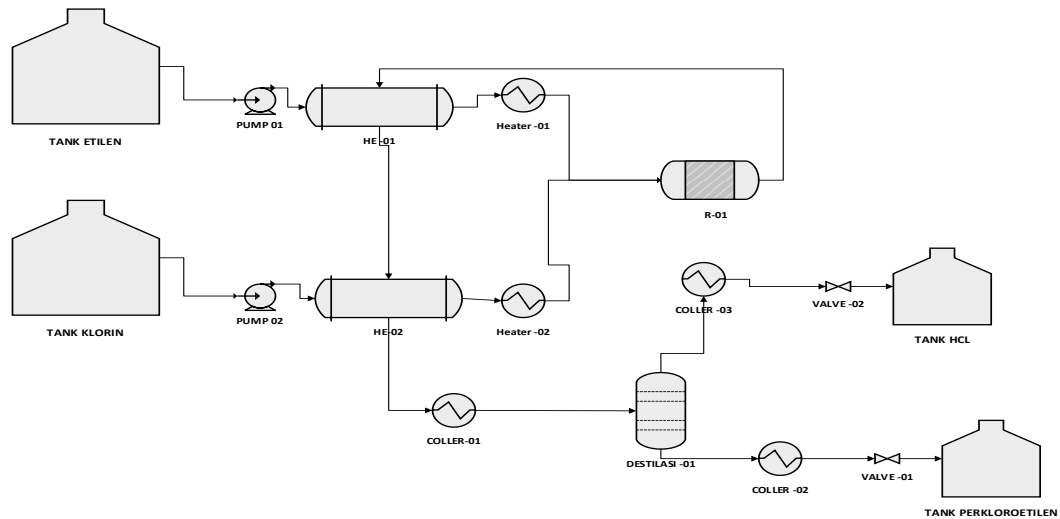 TANK ETILEN
PUMP 01
HE-01
Heater -01
R-01
TANK KLORIN
PUMP 02
HE-02
Heater -02
COLLER -03
VALVE -02
TANK HCL
COLLER-01
DESTILASI -01
COLLER -02
VALVE -01
TANK PERKLOROETILEN